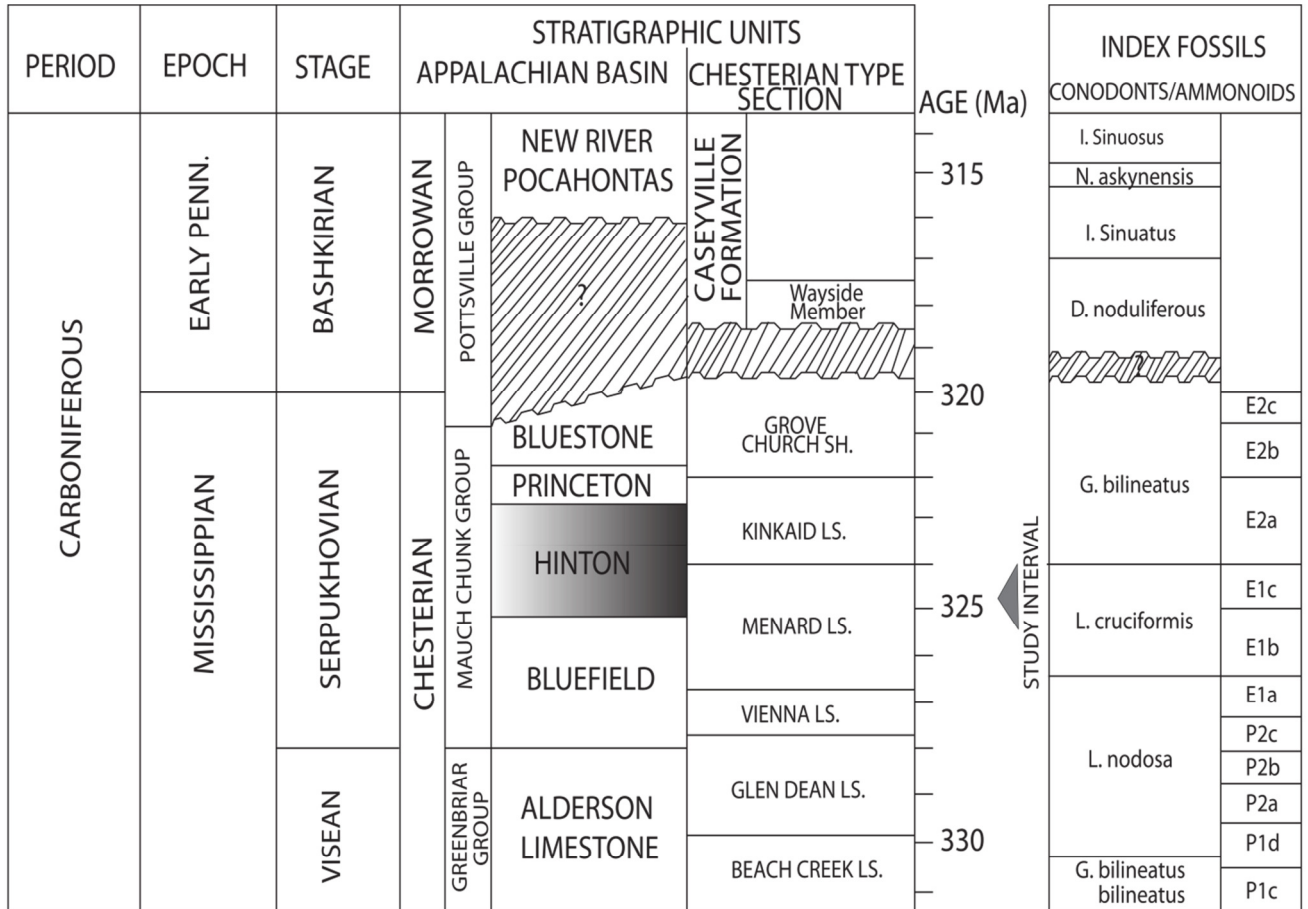 PERIOD
EPOCH
STAGE
STRATIGRAPHIC UNITS
APPALACHIAN BASIN
CHESTERIAN TYPE
SECTION
AGE (Ma)
INDEX FOSSILS
CONODONTS/AMMONOIDS
CARBONIFEROUS
EARLY PENN.
MISSISSIPPIAN
BASHKIRIAN
SERPUKHOVIAN
VISEAN
MORROWAN
CHESTERIAN
POTTSVILLE GROUP
MAUCH CHUNK GROUP
GREENBRIAR
GROUP
NEW RIVER
POCAHONTAS
?
BLUESTONE
PRINCETON
HINTON
BLUEFIELD
ALDERSON
LIMESTONE
CASEYVILLE
FORMATION
Wayside
Member
GROVE
CHURCH SH.
KINKAID LS.
MENARD LS.
VIENNA LS.
GLEN DEAN LS.
BEACH CREEK LS.
315
320
325
330
STUDY INTERVAL
I. Sinuosus
N. askynensis
I. Sinuatus
D. noduliferous
?
G. bilineatus
L. cruciformis
L. nodosa
G. bilineatus
bilineatus
E2c
E2b
E2a
E1c
E1b
E1a
P2c
P2b
P2a
P1d
P1c